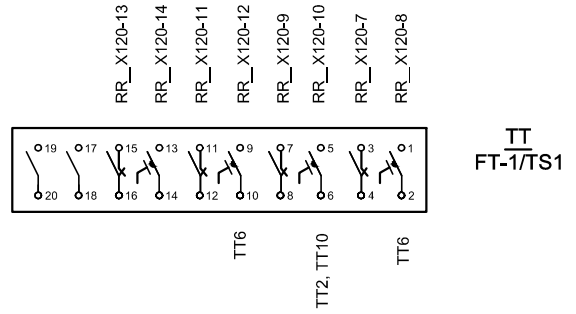 RR_X120-13
RR_X120-14
RR_X120-11
RR_X120-12
RR_X120-9
RR_X120-10
RR_X120-7
RR_X120-8
19 17 15 13 11 9 7 5 3 1
20 18 16 14 12 10 8 6 4 2
TT
FT-1/TS1
TT6
TT2, TT10
TT6